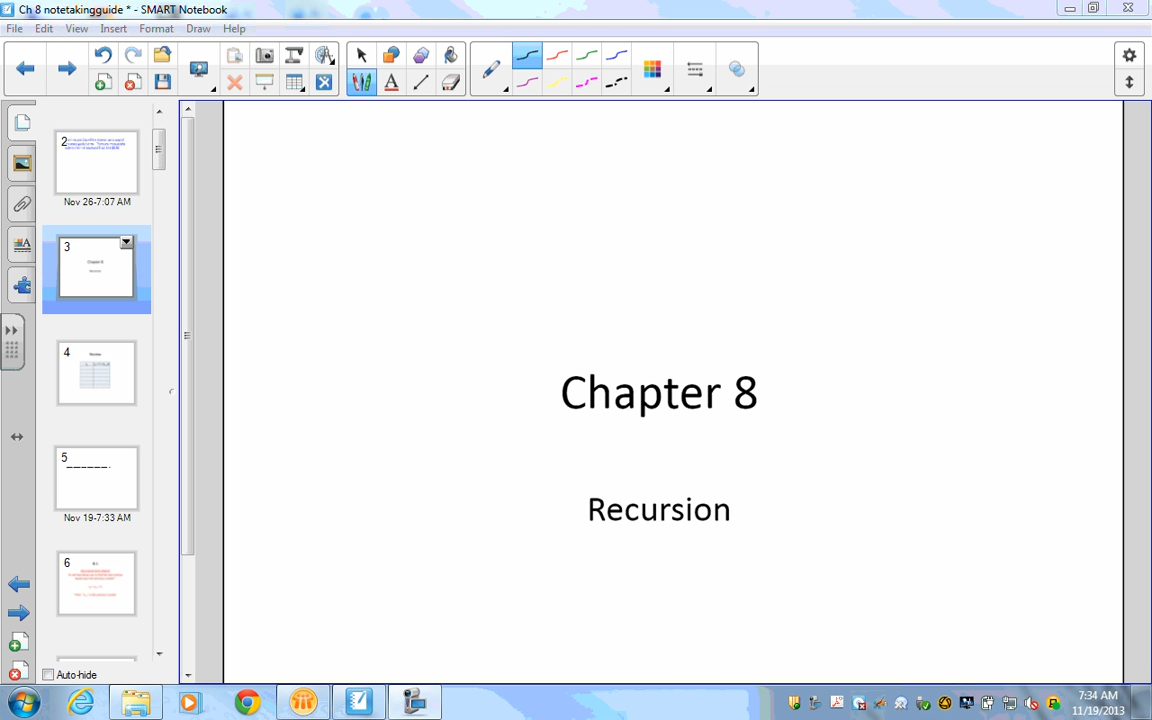 Ch 8 notetakingguide * - SMART Notebook
File Edit View Insert Format Draw Help
2
Nov 26-7:07 AM
3
Chapter 8
Recursion
4
5
Nov 19-7:33 AM
6
Chapter 8
Recursion
Auto-hide
7:34 AM
11/19/2013